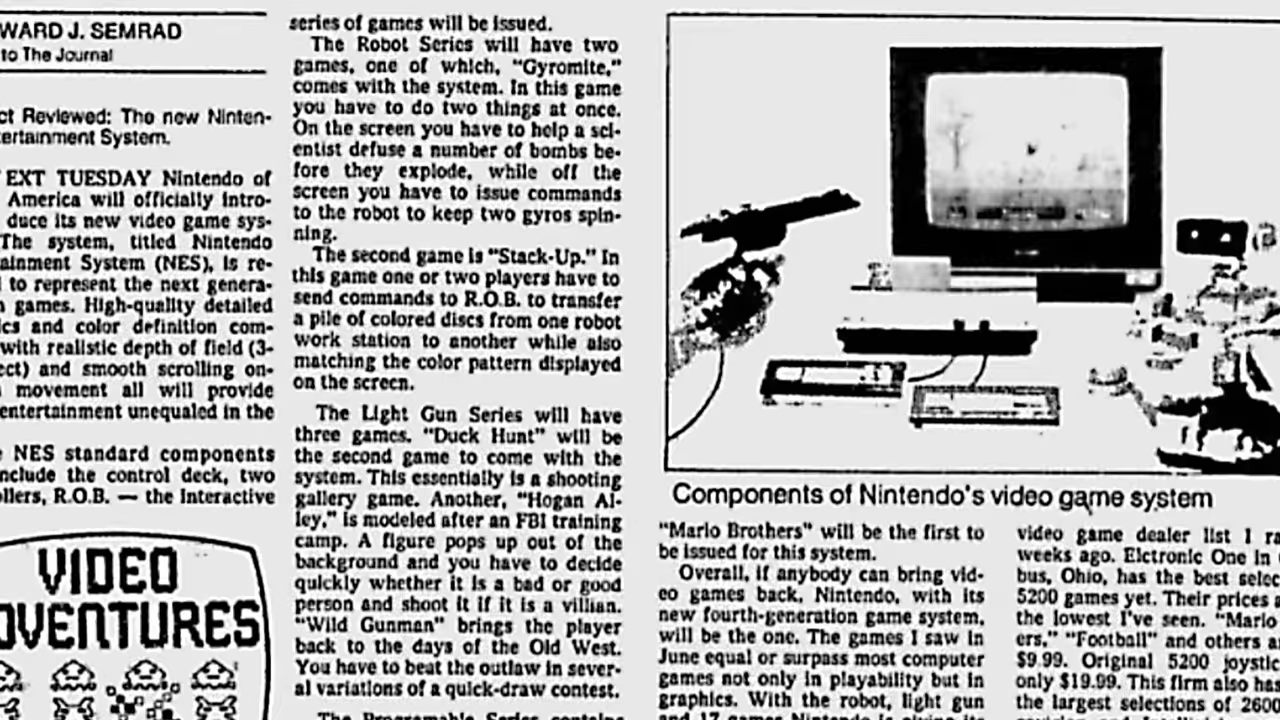 WARD J. SEMRAD
to The Journal
ct Reviewed: The new Ninten-
tertainment System.
EXT TUESDAY Nintendo of
America will officially intro-
duce its new video game sys-
The system, titled Nintendo
ainment System (NES), is re-
to represent the next genera-
games. High-quality detailed
ics and color definition com-
with realistic depth of field (3-
ect) and smooth scrolling on-
movement all will provide
entertainment unequaled in the
NES standard components
include the control deck, two
llers, R.O.B. — the interactive
VIDEO
DVENTURES
series of games will be issued.
The Robot Series will have two
games, one of which, "Gyromite,"
comes with the system. In this game
you have to do two things at once.
On the screen you have to help a sci-
entist defuse a number of bombs be-
fore they explode, while off the
screen you have to issue commands
to the robot to keep two gyros spin-
ning.
The second game is "Stack-Up." In
this game one or two players have to
send commands to R.O.B. to transfer
a pile of colored discs from one robot
work station to another while also
matching the color pattern displayed
on the screen.
The Light Gun Series will have
three games. "Duck Hunt" will be
the second game to come with the
system. This essentially is a shooting
gallery game. Another, "Hogan Al-
ley," is modeled after an FBI training
camp. A figure pops up out of the
background and you have to decide
quickly whether it is a bad or good
person and shoot it if it is a villian.
"Wild Gunman" brings the player
back to the days of the Old West.
You have to beat the outlaw in sever-
al variations of a quick-draw contest.
The Programable Series contains
Components of Nintendo's video game system
"Mario Brothers" will be the first to
be issued for this system.
Overall, if anybody can bring vid-
eo games back, Nintendo, with its
new fourth-generation game system,
will be the one. The games I saw in
June equal or surpass most computer
games not only in playability but in
graphics. With the robot, light gun
and 17 games Nintendo is giving its
video game dealer list I ra
weeks ago. Elctronic One in
bus, Ohio, has the best selec
5200 games yet. Their prices a
the lowest I've seen. "Mario
ers," "Football" and others a
$9.99. Original 5200 joystic
only $19.99. This firm also has
the largest selections of 2600